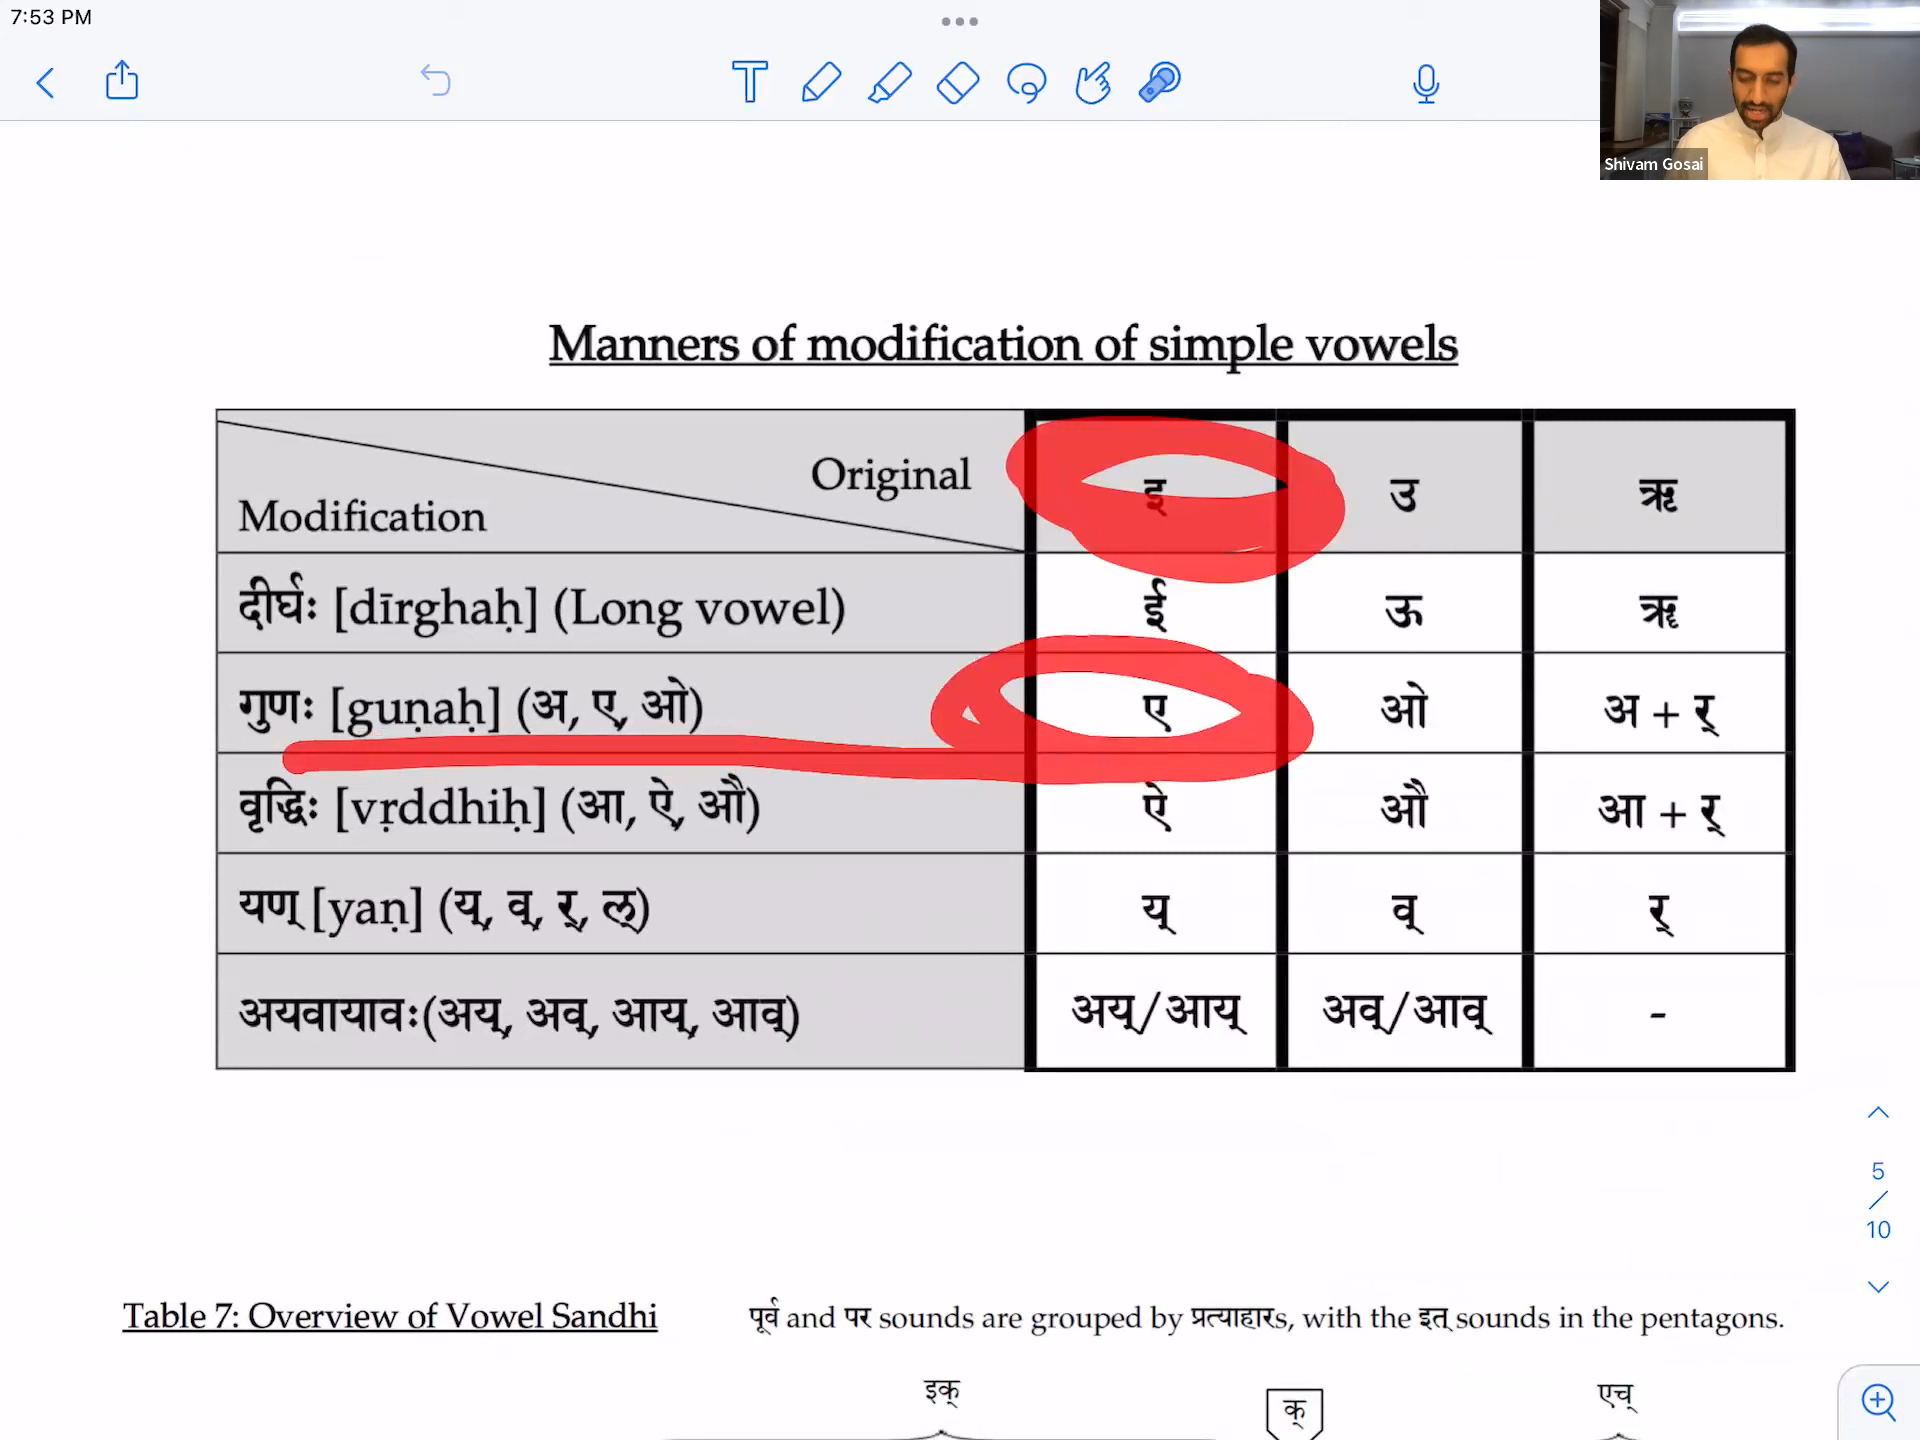 7:53 PM
Shivam Gosai
Manners of modification of simple vowels
Original
Modification
इ उ ऋ
दीर्घः [dīrghaḥ] (Long vowel) ई ऊ ॠ
गुणः [guṇaḥ] (अ, ए, ओ) ए ओ अ + र्
वृद्धिः [vṛddhiḥ] (आ, ऐ, औ) ऐ औ आ + र्
यण् [yaṇ] (य्, व्, र्, ल्) य् व् र्
अयवायावः(अय्, अव्, आय्, आव्) अय्/आय् अव्/आव् -
5
/
10
Table 7: Overview of Vowel Sandhi पूर्व and पर sounds are grouped by प्रत्याहारs, with the इत् sounds in the pentagons.
इक् क् एच्